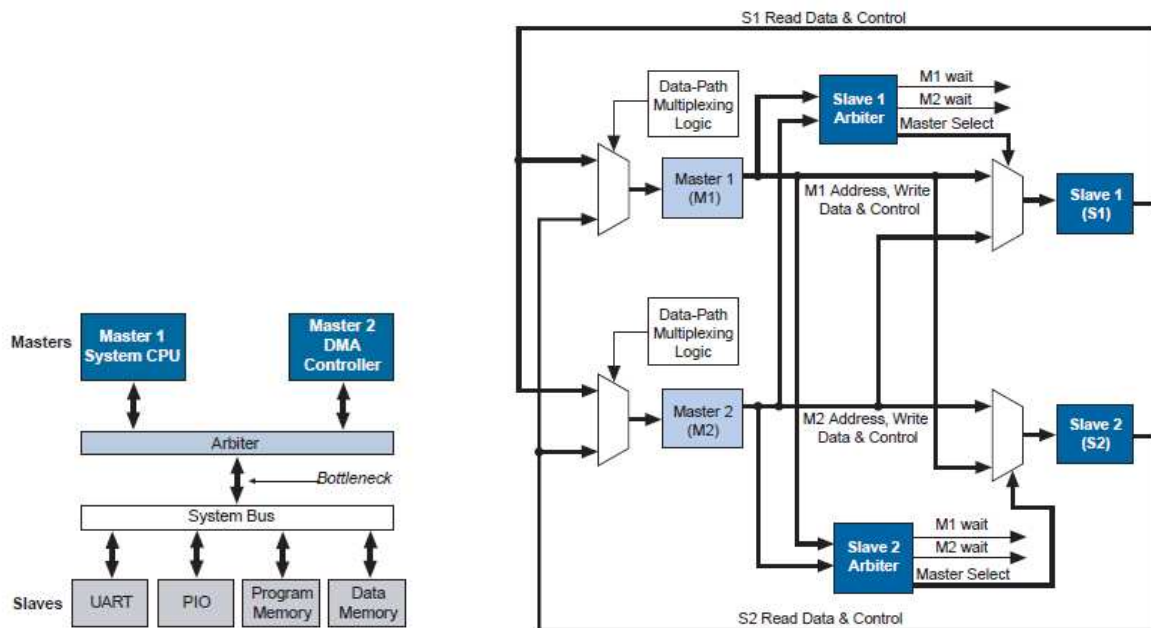 Masters
Master 1
System CPU
Master 2
DMA
Controller
Arbiter
Bottleneck
System Bus
Slaves
UART
PIO
Program
Memory
Data
Memory
S1 Read Data & Control
Data-Path
Multiplexing
Logic
Slave 1
Arbiter
M1 wait
M2 wait
Master Select
Master 1
(M1)
M1 Address, Write
Data & Control
Slave 1
(S1)
Data-Path
Multiplexing
Logic
Master 2
(M2)
M2 Address, Write
Data & Control
Slave 2
(S2)
Slave 2
Arbiter
M1 wait
M2 wait
Master Select
S2 Read Data & Control